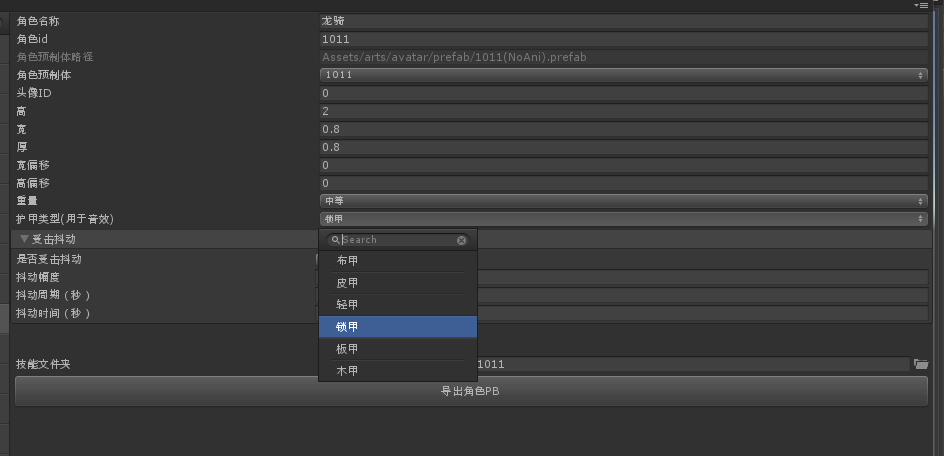 角色名称 龙骑
角色id 1011
角色预制体路径 Assets/arts/avatar/prefab/1011(NoAni).prefab
角色预制体 1011
头像ID 0
高 2
宽 0.8
厚 0.8
宽偏移 0
高偏移 0
重量 中等
护甲类型(用于音效) 锁甲
受击抖动 Search
是否受击抖动 布甲
抖动幅度 皮甲
抖动周期（秒） 轻甲
抖动时间（秒） 锁甲
板甲
技能文件夹 木甲 1011
导出角色PB